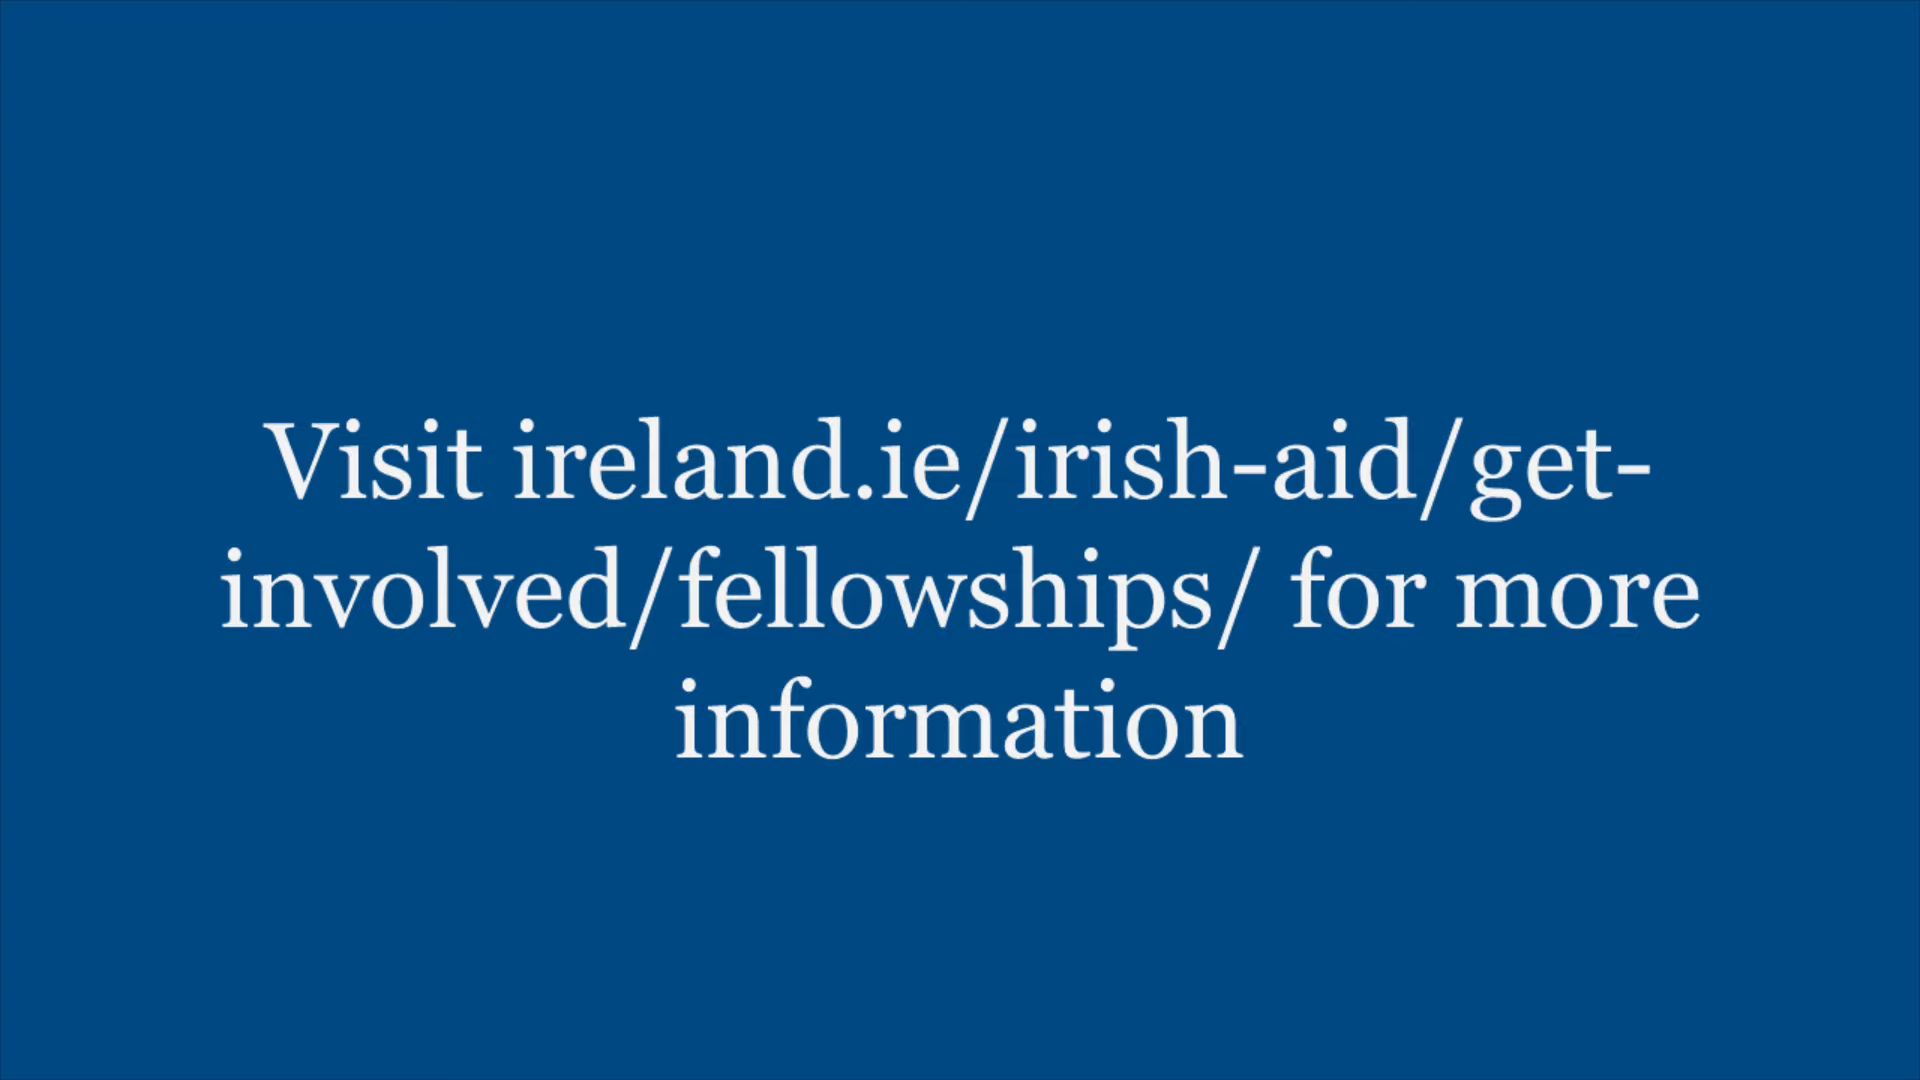 Visit ireland.ie/irish-aid/get-
involved/fellowships/ for more
information